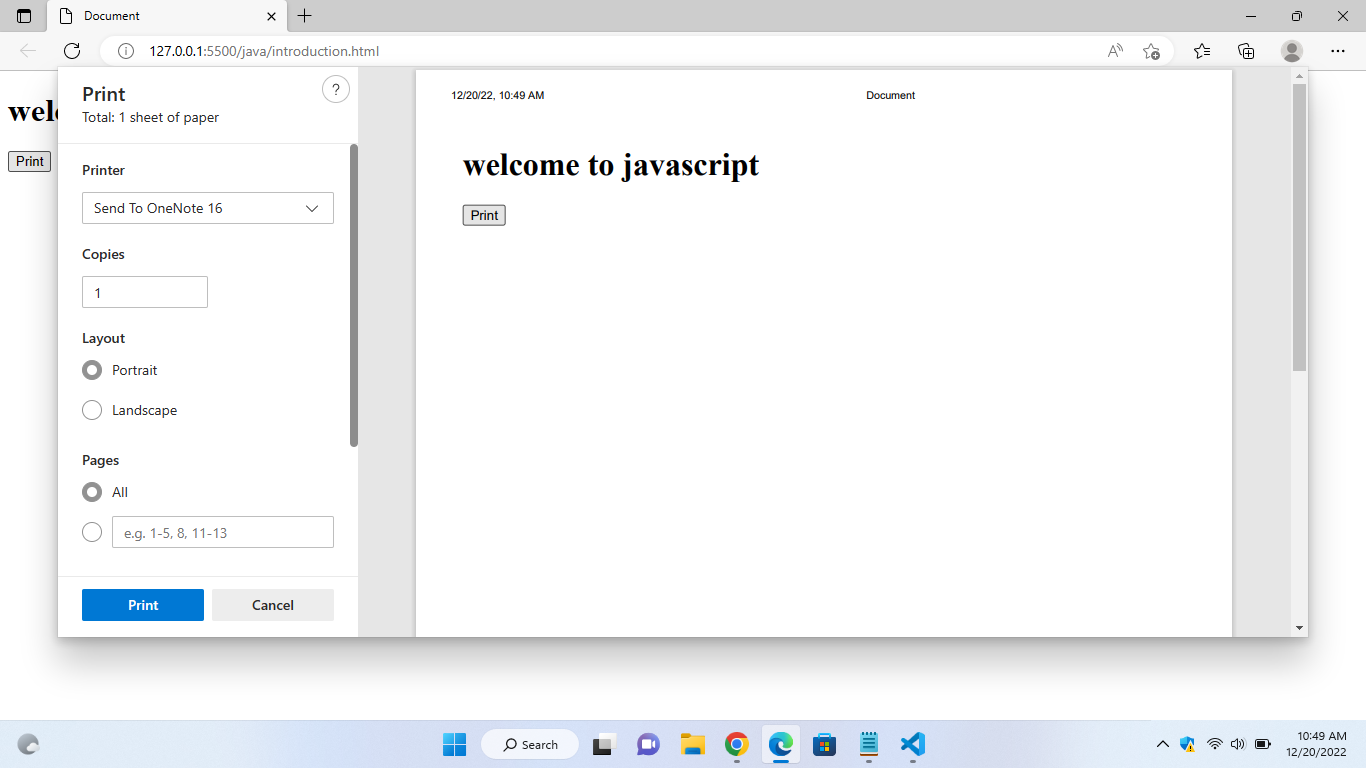 Document
127.0.0.1:5500/java/introduction.html
welc
Print
Print
?
Total: 1 sheet of paper
Printer
Send To OneNote 16
Copies
1
Layout
Portrait
Landscape
Pages
All
e.g. 1-5, 8, 11-13
Print
Cancel
12/20/22, 10:49 AM
Document
welcome to javascript
Print
Search
10:49 AM
12/20/2022